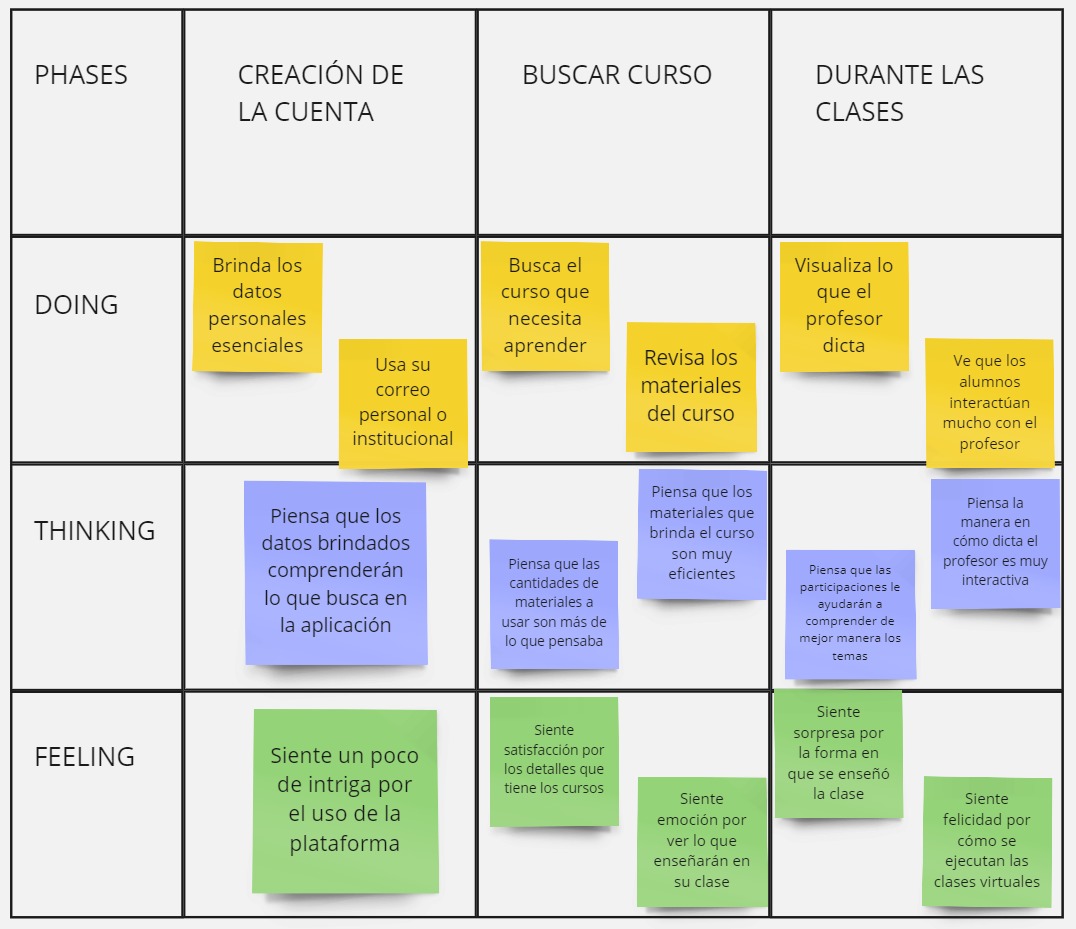 PHASES
CREACIÓN DE
LA CUENTA
BUSCAR CURSO
DURANTE LAS
CLASES
DOING
Brinda los
datos
personales
esenciales
Usa su
correo
personal o
institucional
Busca el
curso que
necesita
aprender
Revisa los
materiales
del curso
Visualiza lo
que el
profesor
dicta
Ve que los
alumnos
interactúan
mucho con el
profesor
THINKING
Piensa que los
datos brindados
comprenderán
lo que busca en
la aplicación
Piensa que las
cantidades de
materiales a
usar son más de
lo que pensaba
Piensa que los
materiales que
brinda el curso
son muy
eficientes
Piensa que las
participaciones le
ayudarán a
comprender de
mejor manera los
temas
Piensa la
manera en
cómo dicta el
profesor es muy
interactiva
FEELING
Siente un poco
de intriga por
el uso de la
plataforma
Siente
satisfacción por
los detalles que
tiene los cursos
Siente
emoción por
ver lo que
enseñarán en
su clase
Siente
sorpresa por
la forma en
que se enseñó
la clase
Siente
felicidad por
cómo se
ejecutan las
clases virtuales